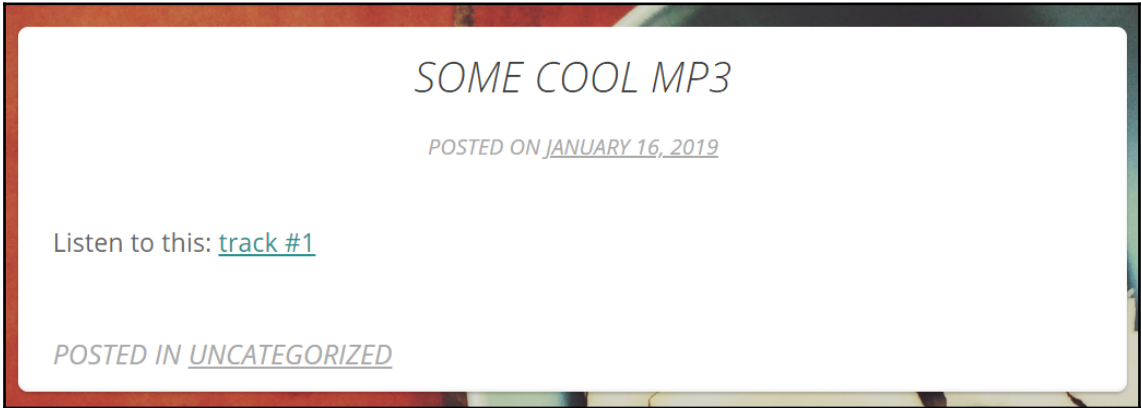 SOME COOL MP3
POSTED ON JANUARY 16, 2019
Listen to this: track #1
POSTED IN UNCATEGORIZED